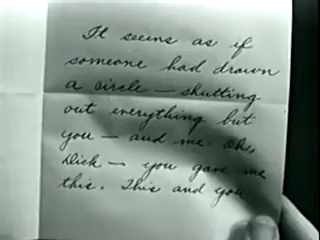 It seems as if
someone had drawn
a circle — shutting
out everything but
you — and me. Oh,
Dick — you gave me
this. This and you